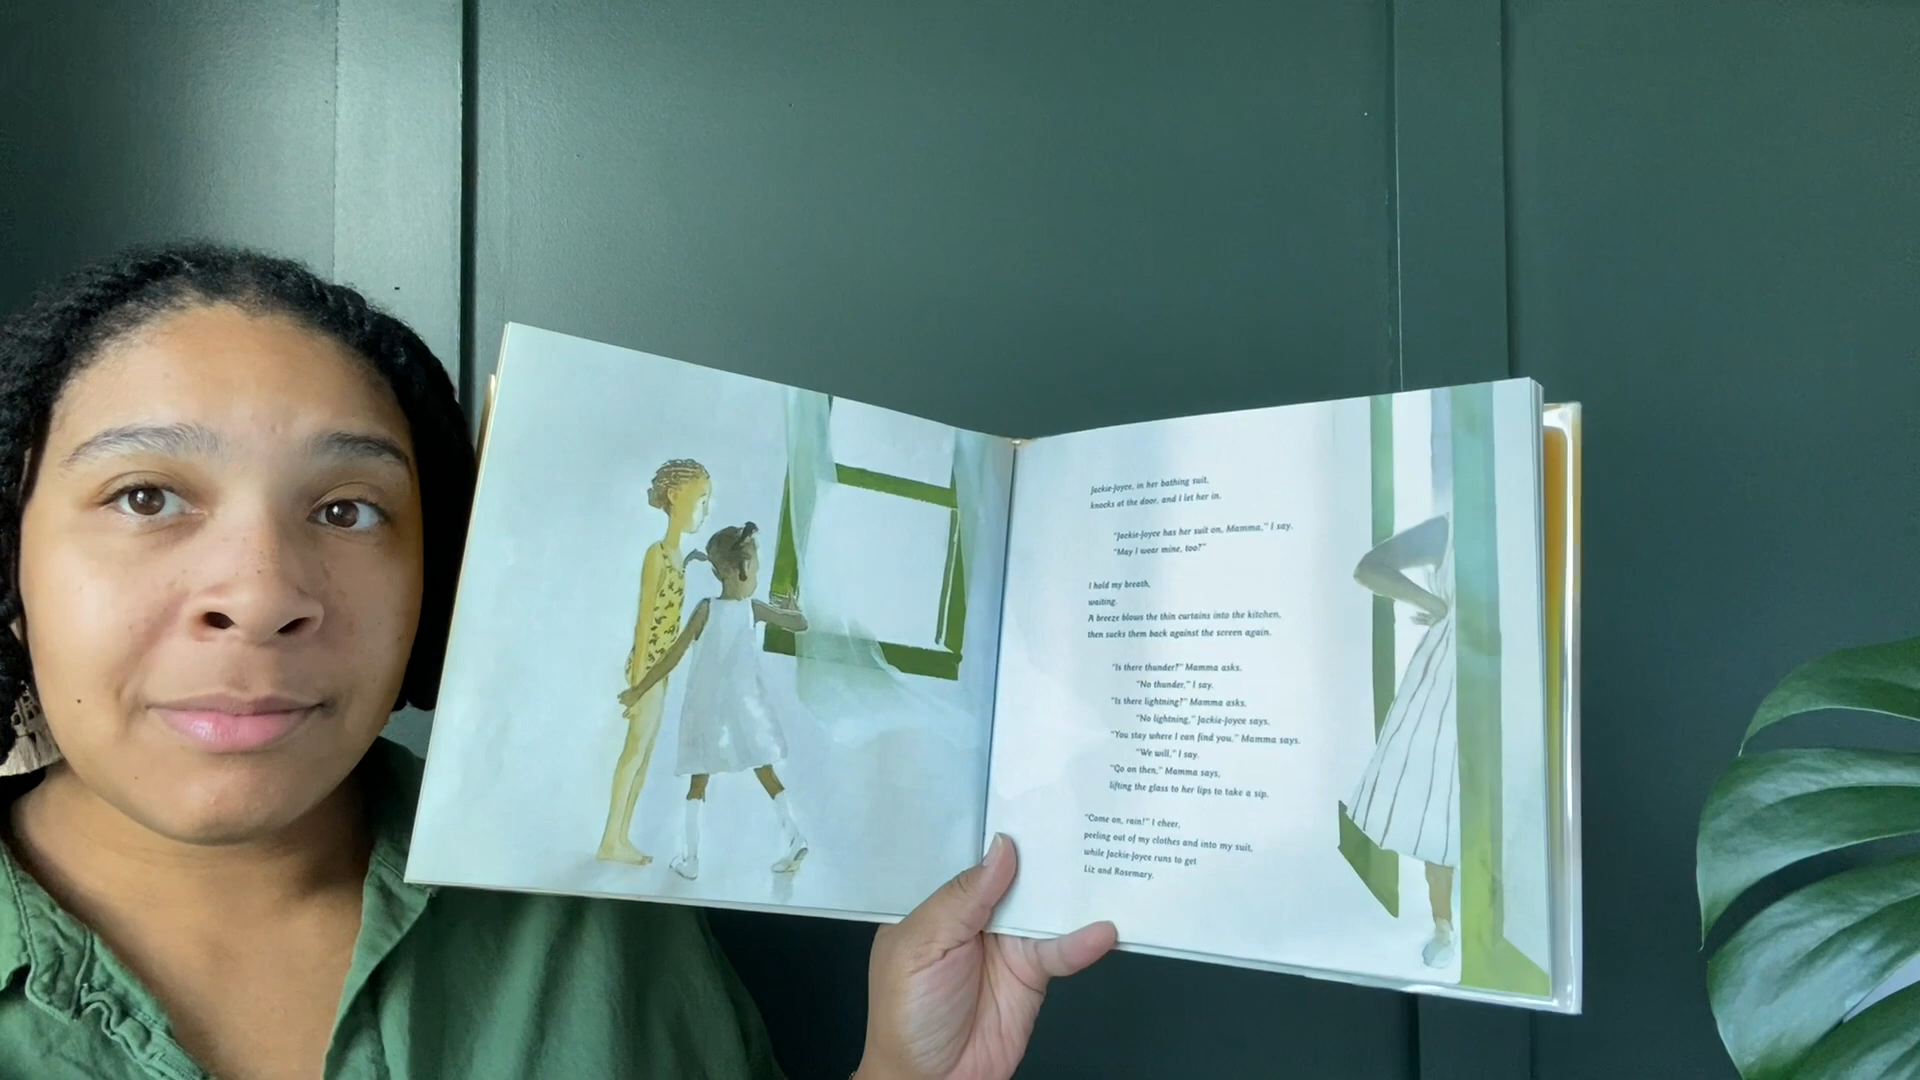 Jackie-Joyce, in her bathing suit,
knocks at the door, and I let her in.
"Jackie-Joyce has her suit on, Mamma," I say.
"May I wear mine, too?"
I hold my breath,
waiting.
A breeze blows the thin curtains into the kitchen,
then sucks them back against the screen again.
"Is there thunder?" Mamma asks.
"No thunder," I say.
"Is there lightning?" Mamma asks.
"No lightning," Jackie-Joyce says.
"You stay where I can find you," Mamma says.
"We will," I say.
"Go on then," Mamma says,
lifting the glass to her lips to take a sip.
"Come on, rain!" I cheer,
peeling out of my clothes and into my suit,
while Jackie-Joyce runs to get
Liz and Rosemary.